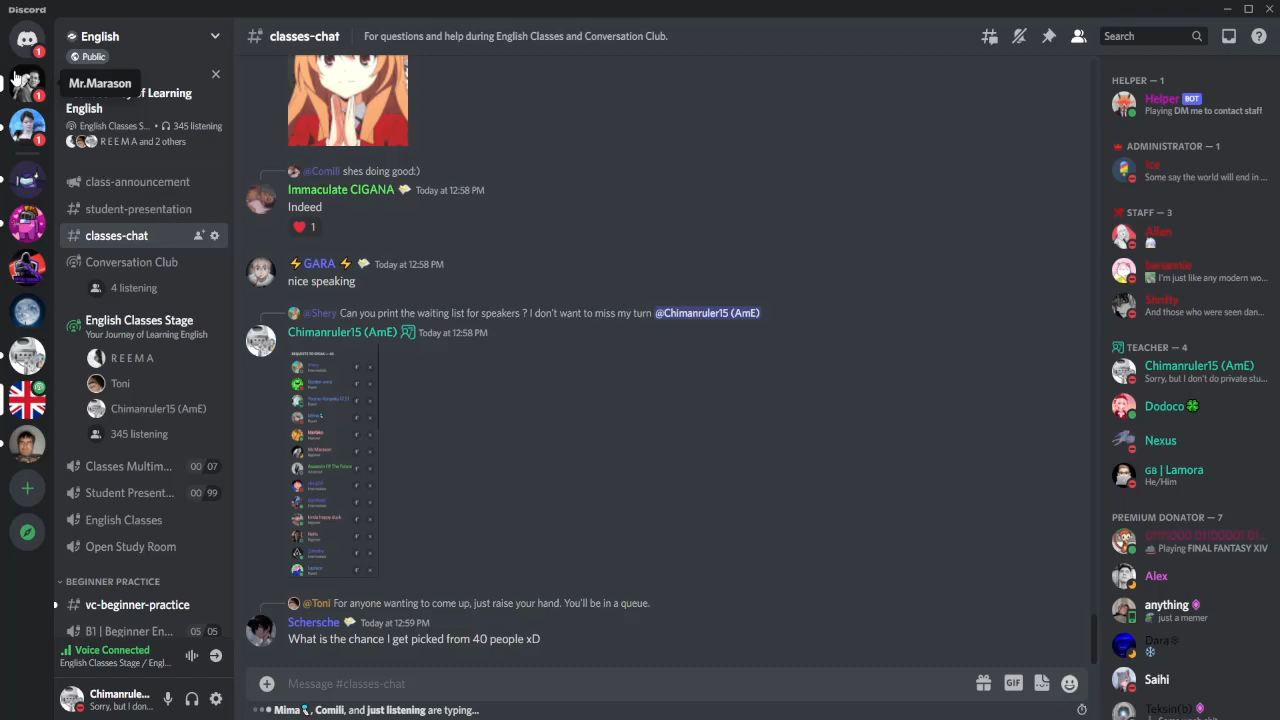 Discord
English
Public
Mr.Marason
of Learning
English
English Classes S... • 345 listening
R E E M A and 2 others
class-announcement
student-presentation
classes-chat
Conversation Club
4 listening
English Classes Stage
Your Journey of Learning English
R E E M A
Toni
Chimanruler15 (AmE)
345 listening
Classes Multim... 00 07
Student Present... 00 99
English Classes
Open Study Room
BEGINNER PRACTICE
vc-beginner-practice
B1 | Beginner En... 05 05
Voice Connected
English Classes Stage / Engl...
Chimanrule...
Sorry, but I don...
1
1
1
classes-chat
For questions and help during English Classes and Conversation Club.
Search
@Comili shes doing good:)
Immaculate CIGANA Today at 12:58 PM
Indeed
1
GARA Today at 12:58 PM
nice speaking
@Shery Can you print the waiting list for speakers ? I don't want to miss my turn @Chimanruler15 (AmE)
Chimanruler15 (AmE) Today at 12:58 PM
@Toni For anyone wanting to come up, just raise your hand. You'll be in a queue.
Schersche Today at 12:59 PM
What is the chance I get picked from 40 people xD
Message #classes-chat
GIF
Mima, Comili, and just listening are typing...
HELPER — 1
Helper BOT
Playing DM me to contact staff
ADMINISTRATOR — 1
Ice
Some say the world will end in ...
STAFF — 3
Allen
I'm just like any modern wo...
And those who were seen dan...
TEACHER — 4
Chimanruler15 (AmE)
Sorry, but I don't do private stu...
Dodoco
Nexus
GB | Lamora
He/Him
PREMIUM DONATOR — 7
Playing FINAL FANTASY XIV
Alex
anything
just a memer
Dara
Saihi
Teksin(b)